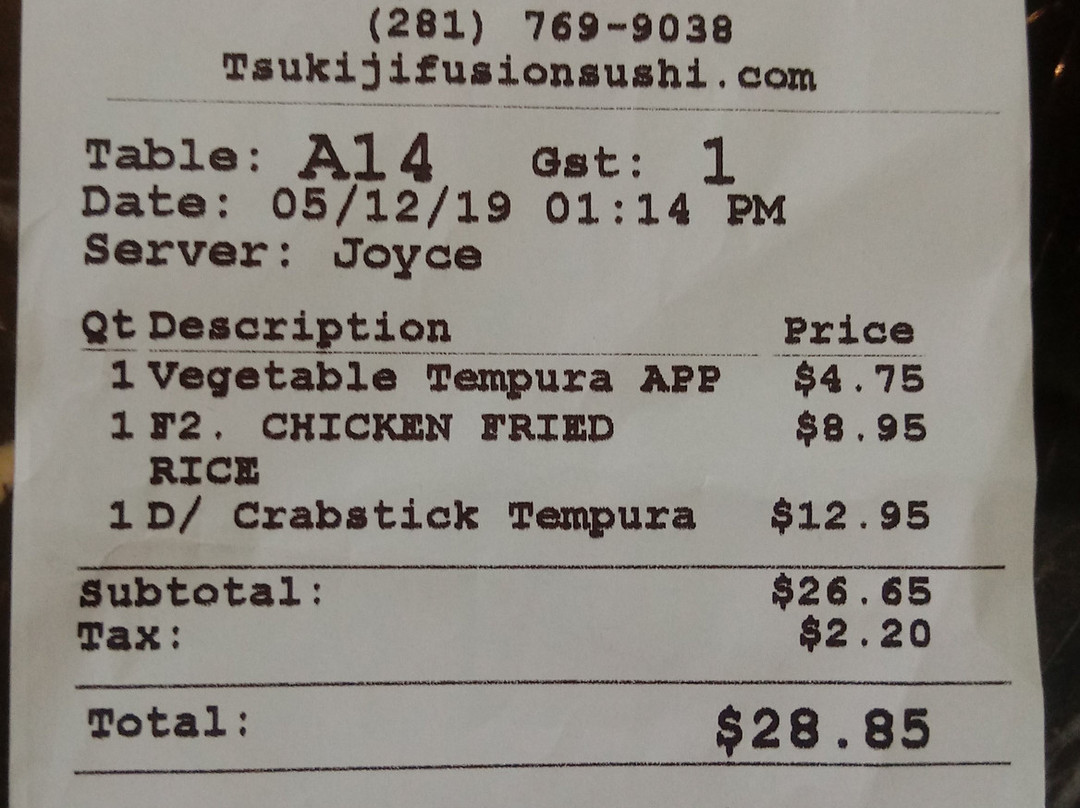 (281) 769-9038
Tsukijifusionsushi.com
Table: A14 Gst: 1
Date: 05/12/19 01:14 PM
Server: Joyce
Qt Description Price
1 Vegetable Tempura APP $4.75
1 F2. CHICKEN FRIED $8.95
RICE
1 D/ Crabstick Tempura $12.95
Subtotal: $26.65
Tax: $2.20
Total: $28.85